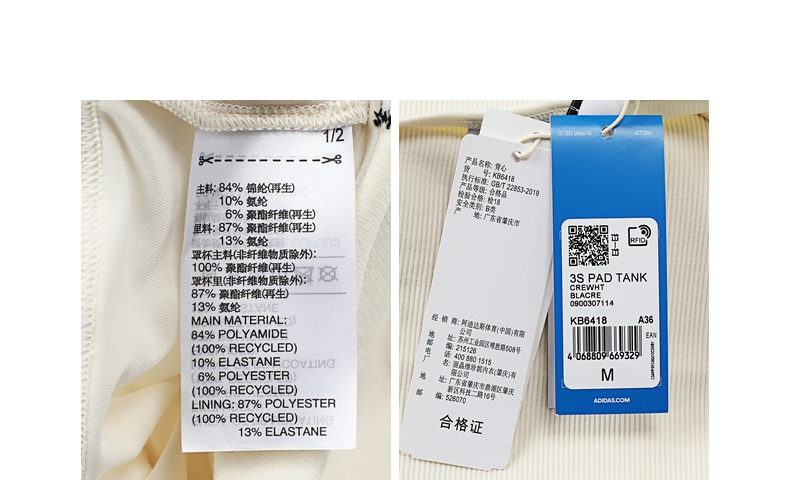 1/2
主料: 84% 锦纶(再生)
10% 氨纶
6% 聚酯纤维(再生)
里料: 87% 聚酯纤维(再生)
13% 氨纶
罩杯主料(非纤维物质除外):
100% 聚酯纤维(再生)
罩杯里(非纤维物质除外):
87% 聚酯纤维(再生)
13% 氨纶
MAIN MATERIAL:
84% POLYAMIDE
(100% RECYCLED)
10% ELASTANE
6% POLYESTER
(100% RECYCLED)
LINING: 87% POLYESTER
(100% RECYCLED)
13% ELASTANE
产品名称: 背心
货 号: KB6418
执行标准: GB/T 22853-2019
产品等级: 合格品
检验合格: 检18
安全类别: B类
产 地: 广东省肇庆市
经 销 商: 阿迪达斯体育(中国)有限
公司
地 址: 苏州工业园区唯胜路508号
邮 编: 215126
电 话: 400 880 1515
厂 名: 丽晶维珍妮内衣(肇庆)有
限公司
地 址: 广东省肇庆市鼎湖区肇庆
新区科技二路16号
邮 编: 526070
合格证
RFID
3S PAD TANK
CREWHT
BLACRE
0900307114
KB6418 A36
EAN
4 068809 669329
M
ADIDAS.COM